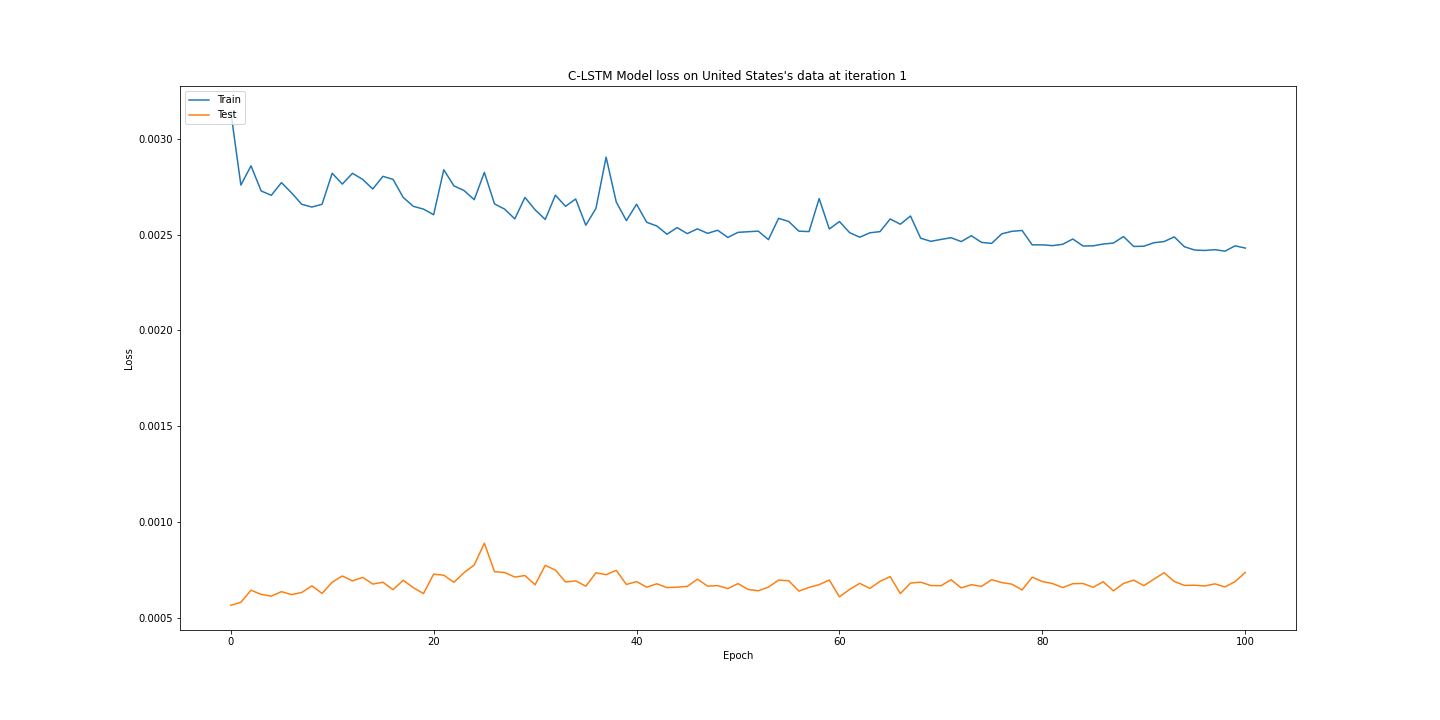 C-LSTM Model loss on United States's data at iteration 1
Train
Test
0.0030
0.0025
0.0020
0.0015
0.0010
0.0005
Loss
0 20 40 60 80 100
Epoch